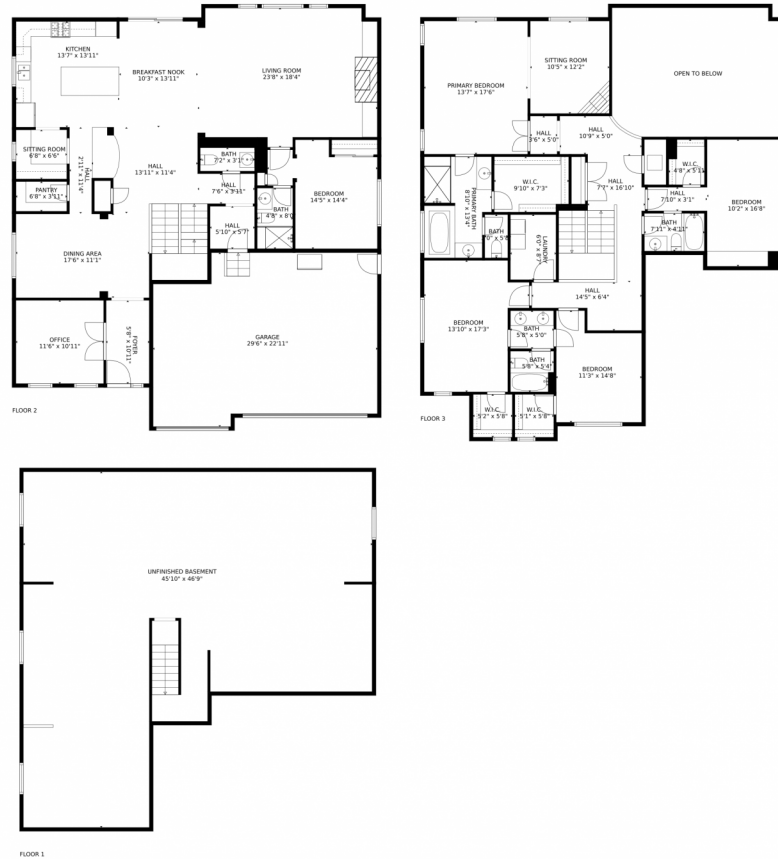 KITCHEN
13'7" x 13'11"
BREAKFAST NOOK
10'3" x 13'11"
LIVING ROOM
23'8" x 18'4"
SITTING ROOM
6'8" x 6'6"
HALL
2'11" x 11'4"
HALL
13'11" x 11'4"
BATH
7'2" x 3'1"
PANTRY
6'8" x 3'11"
HALL
7'6" x 3'11"
BATH
4'8" x 8'0"
BEDROOM
14'5" x 14'4"
HALL
5'10" x 5'7"
DINING AREA
17'6" x 11'1"
OFFICE
11'6" x 10'11"
FOYER
5'8" x 10'11"
GARAGE
29'6" x 22'11"
FLOOR 2
PRIMARY BEDROOM
13'7" x 17'6"
SITTING ROOM
10'5" x 12'2"
OPEN TO BELOW
HALL
3'6" x 5'0"
HALL
10'9" x 5'0"
W.I.C.
9'10" x 7'3"
HALL
7'7" x 16'10"
W.I.C.
4'8" x 5'11"
HALL
7'10" x 3'1"
BEDROOM
10'2" x 16'8"
PRIMARY BATH
BATH
LAUNDRY
6'0" x 8'7"
BATH
7'11" x 4'11"
HALL
14'5" x 6'4"
BEDROOM
13'10" x 17'3"
BATH
5'8" x 5'0"
BATH
5'8" x 5'4"
BEDROOM
11'3" x 14'8"
W.I.C.
5'2" x 5'8"
W.I.C.
5'1" x 5'8"
FLOOR 3
UNFINISHED BASEMENT
45'10" x 46'9"
FLOOR 1